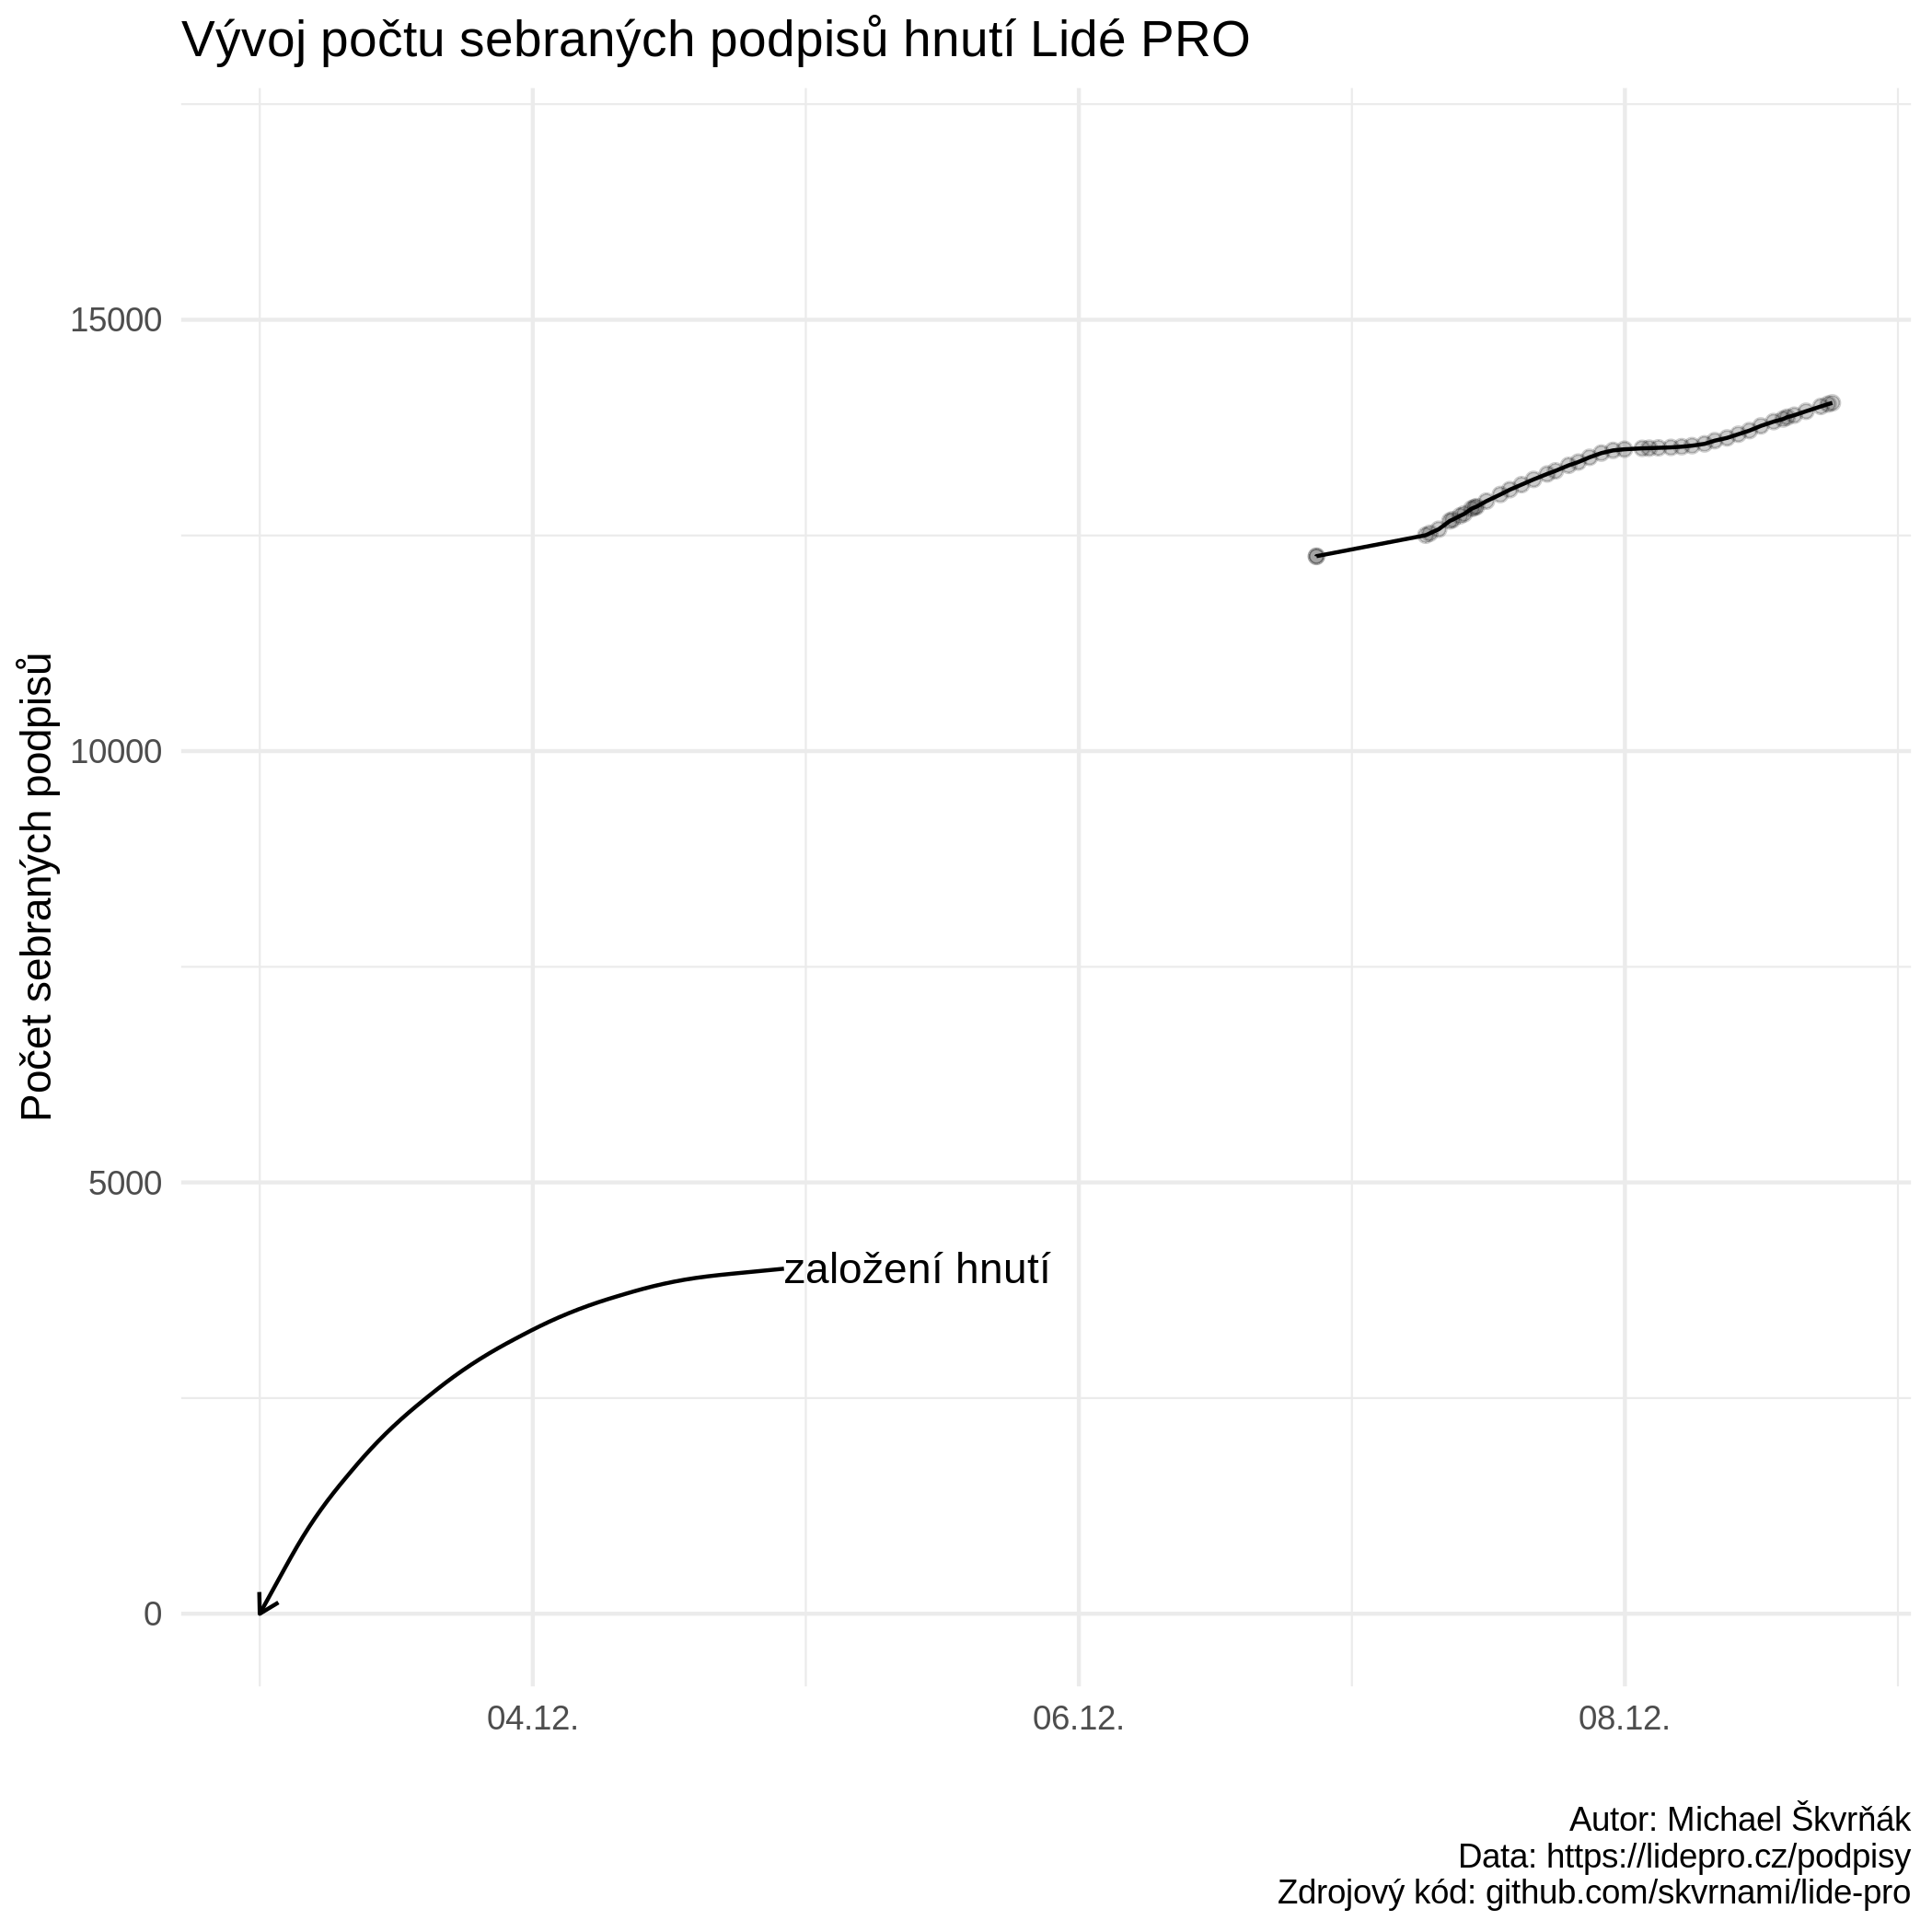 Vývoj počtu sebraných podpisů hnutí Lidé PRO
Počet sebraných podpisů
15000
10000
5000
0
založení hnutí
04.12.
06.12.
08.12.
Autor: Michael Škvrňák
Data: https://lidepro.cz/podpisy
Zdrojový kód: github.com/skvrnami/lide-pro